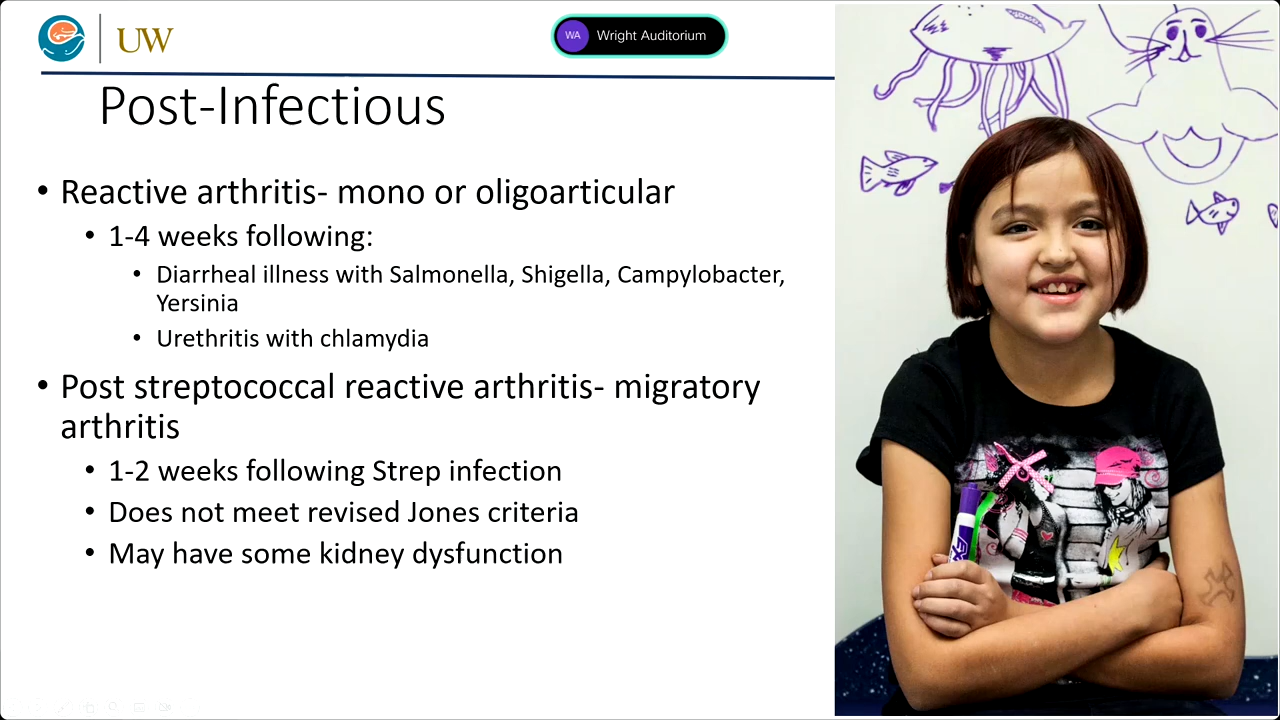 UW
WA Wright Auditorium
Post-Infectious
• Reactive arthritis- mono or oligoarticular
• 1-4 weeks following:
• Diarrheal illness with Salmonella, Shigella, Campylobacter,
Yersinia
• Urethritis with chlamydia
• Post streptococcal reactive arthritis- migratory
arthritis
• 1-2 weeks following Strep infection
• Does not meet revised Jones criteria
• May have some kidney dysfunction